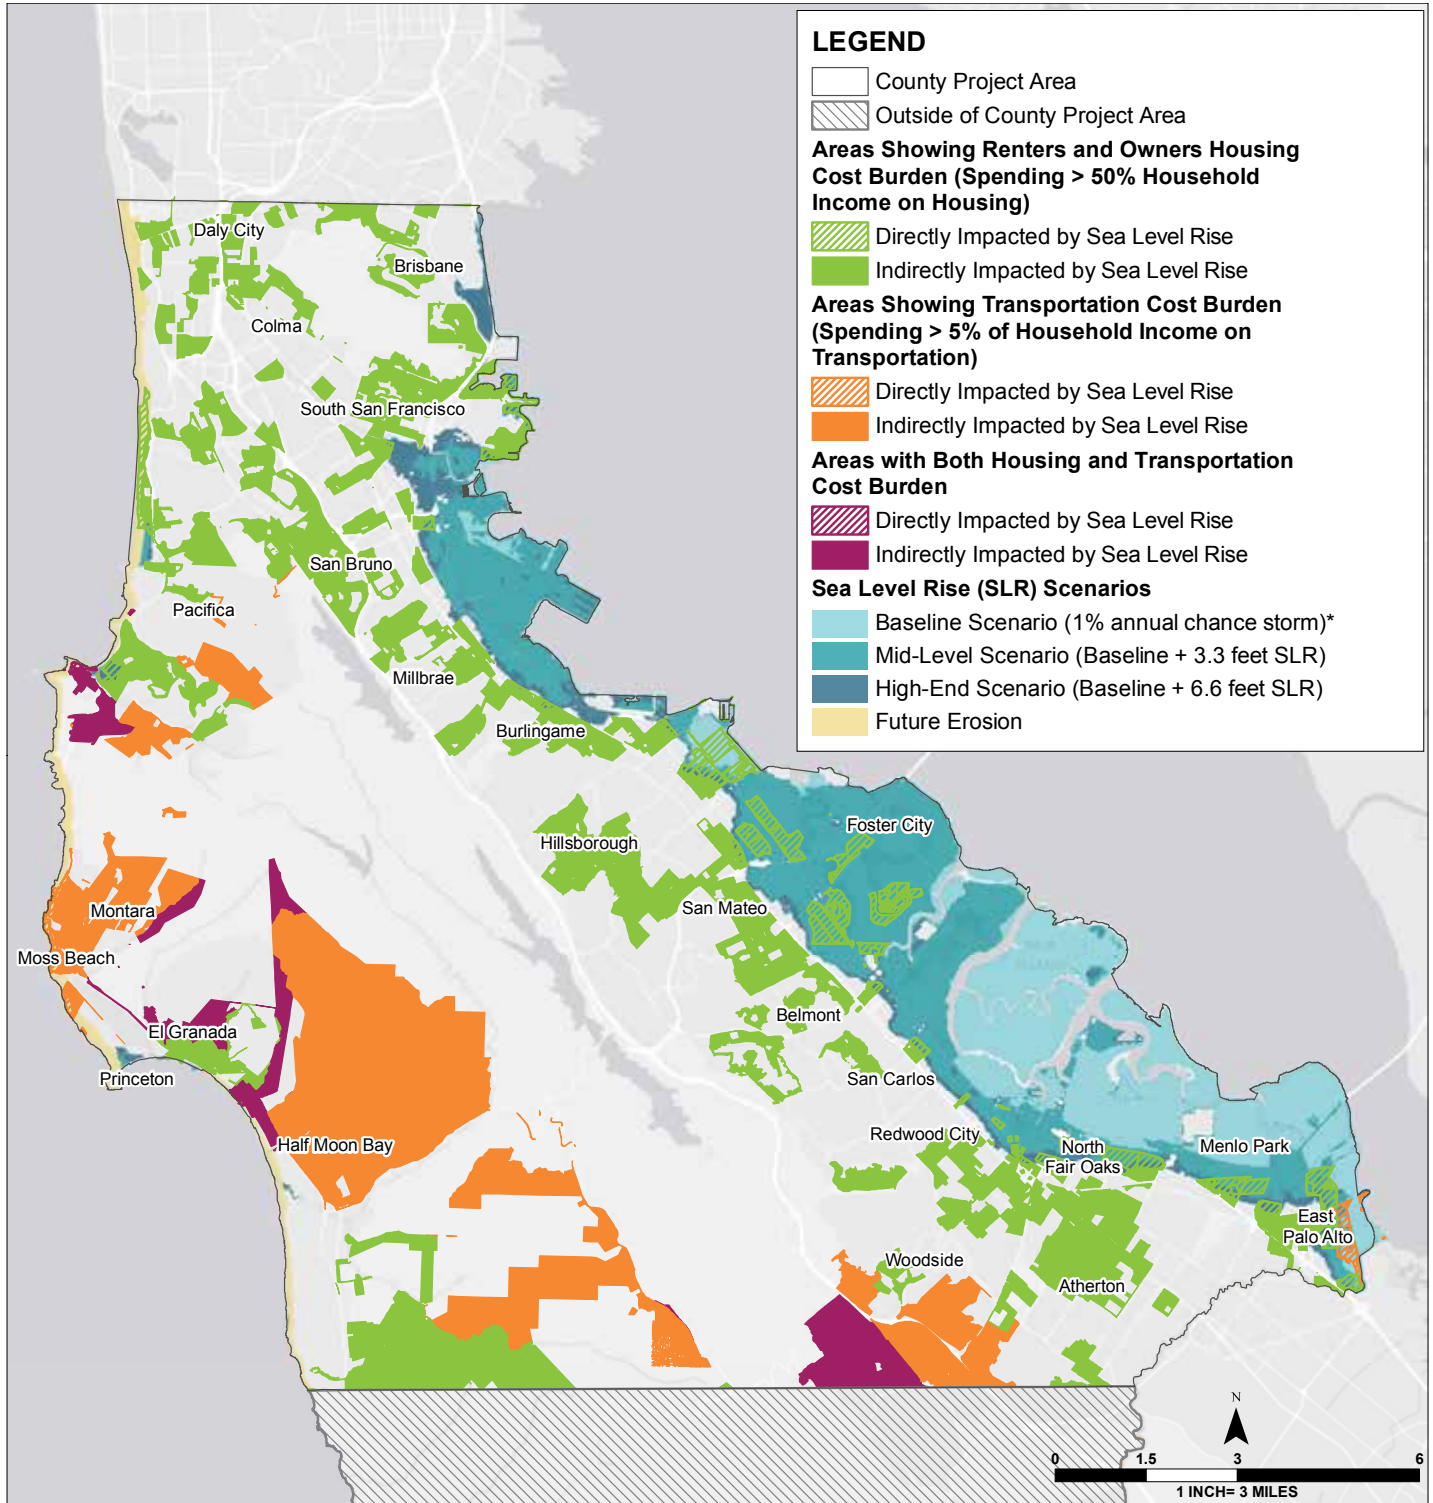 LEGEND
County Project Area
Outside of County Project Area
Areas Showing Renters and Owners Housing
Cost Burden (Spending > 50% Household
Income on Housing)
Directly Impacted by Sea Level Rise
Indirectly Impacted by Sea Level Rise
Areas Showing Transportation Cost Burden
(Spending > 5% of Household Income on
Transportation)
Directly Impacted by Sea Level Rise
Indirectly Impacted by Sea Level Rise
Areas with Both Housing and Transportation
Cost Burden
Directly Impacted by Sea Level Rise
Indirectly Impacted by Sea Level Rise
Sea Level Rise (SLR) Scenarios
Baseline Scenario (1% annual chance storm)*
Mid-Level Scenario (Baseline + 3.3 feet SLR)
High-End Scenario (Baseline + 6.6 feet SLR)
Future Erosion
Daly City
Brisbane
Colma
South San Francisco
San Bruno
Pacifica
Millbrae
Burlingame
Foster City
Hillsborough
San Mateo
Montara
Moss Beach
Belmont
El Granada
Princeton
San Carlos
Redwood City
Half Moon Bay
North
Fair Oaks
Menlo Park
East
Palo Alto
Woodside
Atherton
N
0 1.5 3 6
1 INCH= 3 MILES